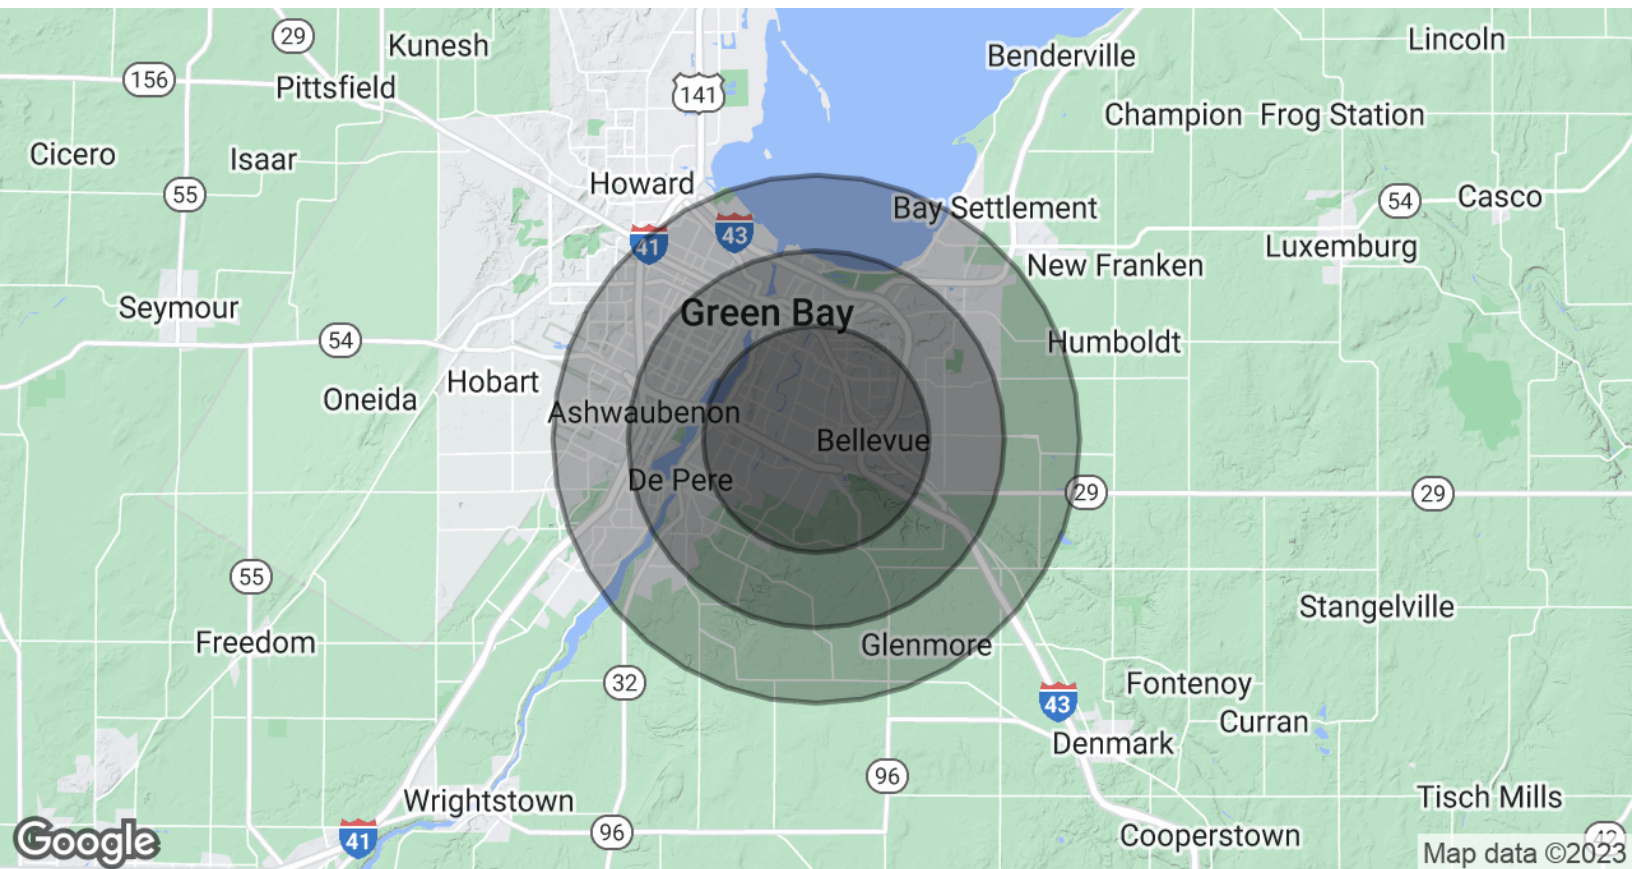 29
Kunesh
Lincoln
Benderville
156
Pittsfield
141
Champion
Frog Station
Cicero
Isaar
55
Howard
54
Casco
Bay Settlement
41
43
Luxemburg
New Franken
Seymour
Green Bay
54
Humboldt
Hobart
Oneida
Ashwaubenon
Bellevue
De Pere
29
29
55
Stangelville
Freedom
Glenmore
32
Fontenoy
43
Curran
Denmark
96
Wrightstown
Tisch Mills
41
96
Cooperstown
42
Google
Map data ©2023